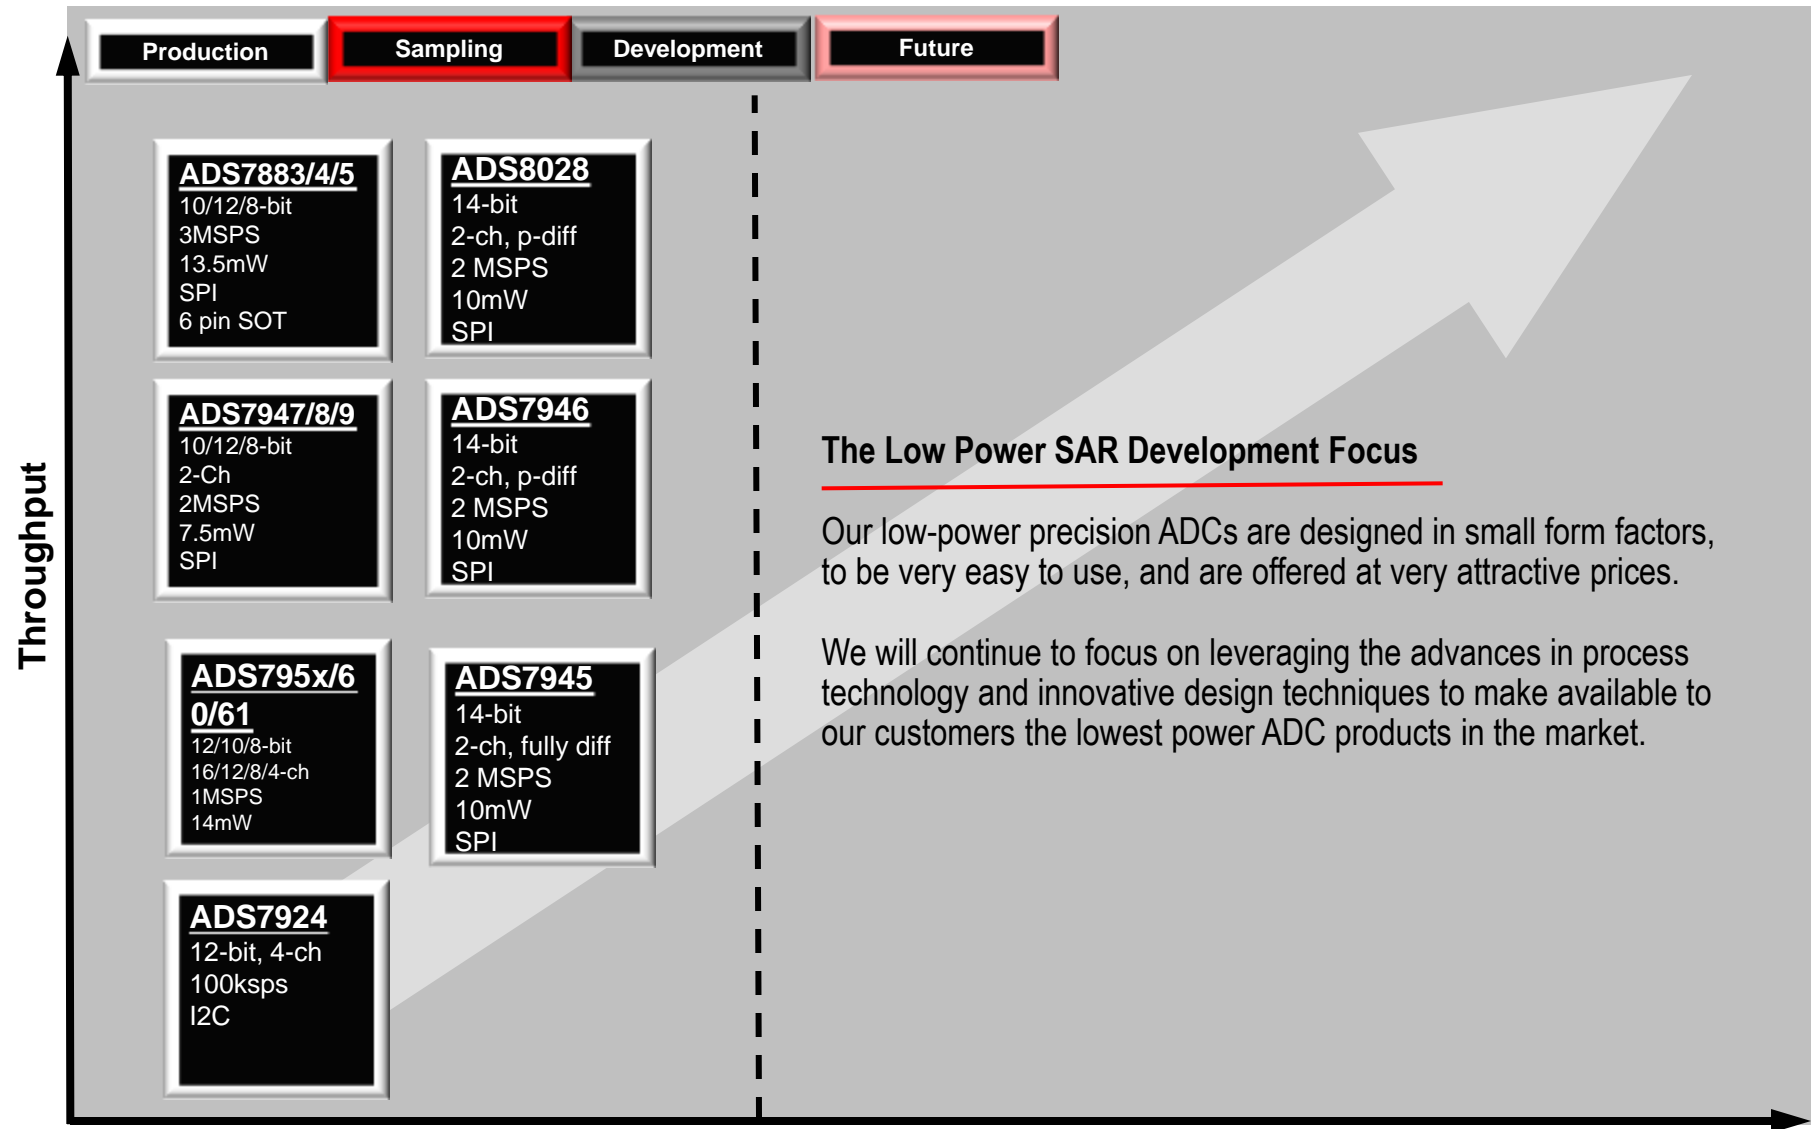 Production
Sampling
Development
Future
Throughput
ADS7883/4/5
10/12/8-bit
3MSPS
13.5mW
SPI
6 pin SOT
ADS8028
14-bit
2-ch, p-diff
2 MSPS
10mW
SPI
ADS7947/8/9
10/12/8-bit
2-Ch
2MSPS
7.5mW
SPI
ADS7946
14-bit
2-ch, p-diff
2 MSPS
10mW
SPI
ADS795x/6
0/61
12/10/8-bit
16/12/8/4-ch
1MSPS
14mW
ADS7945
14-bit
2-ch, fully diff
2 MSPS
10mW
SPI
ADS7924
12-bit, 4-ch
100ksps
I2C
The Low Power SAR Development Focus
Our low-power precision ADCs are designed in small form factors,
to be very easy to use, and are offered at very attractive prices.
We will continue to focus on leveraging the advances in process
technology and innovative design techniques to make available to
our customers the lowest power ADC products in the market.